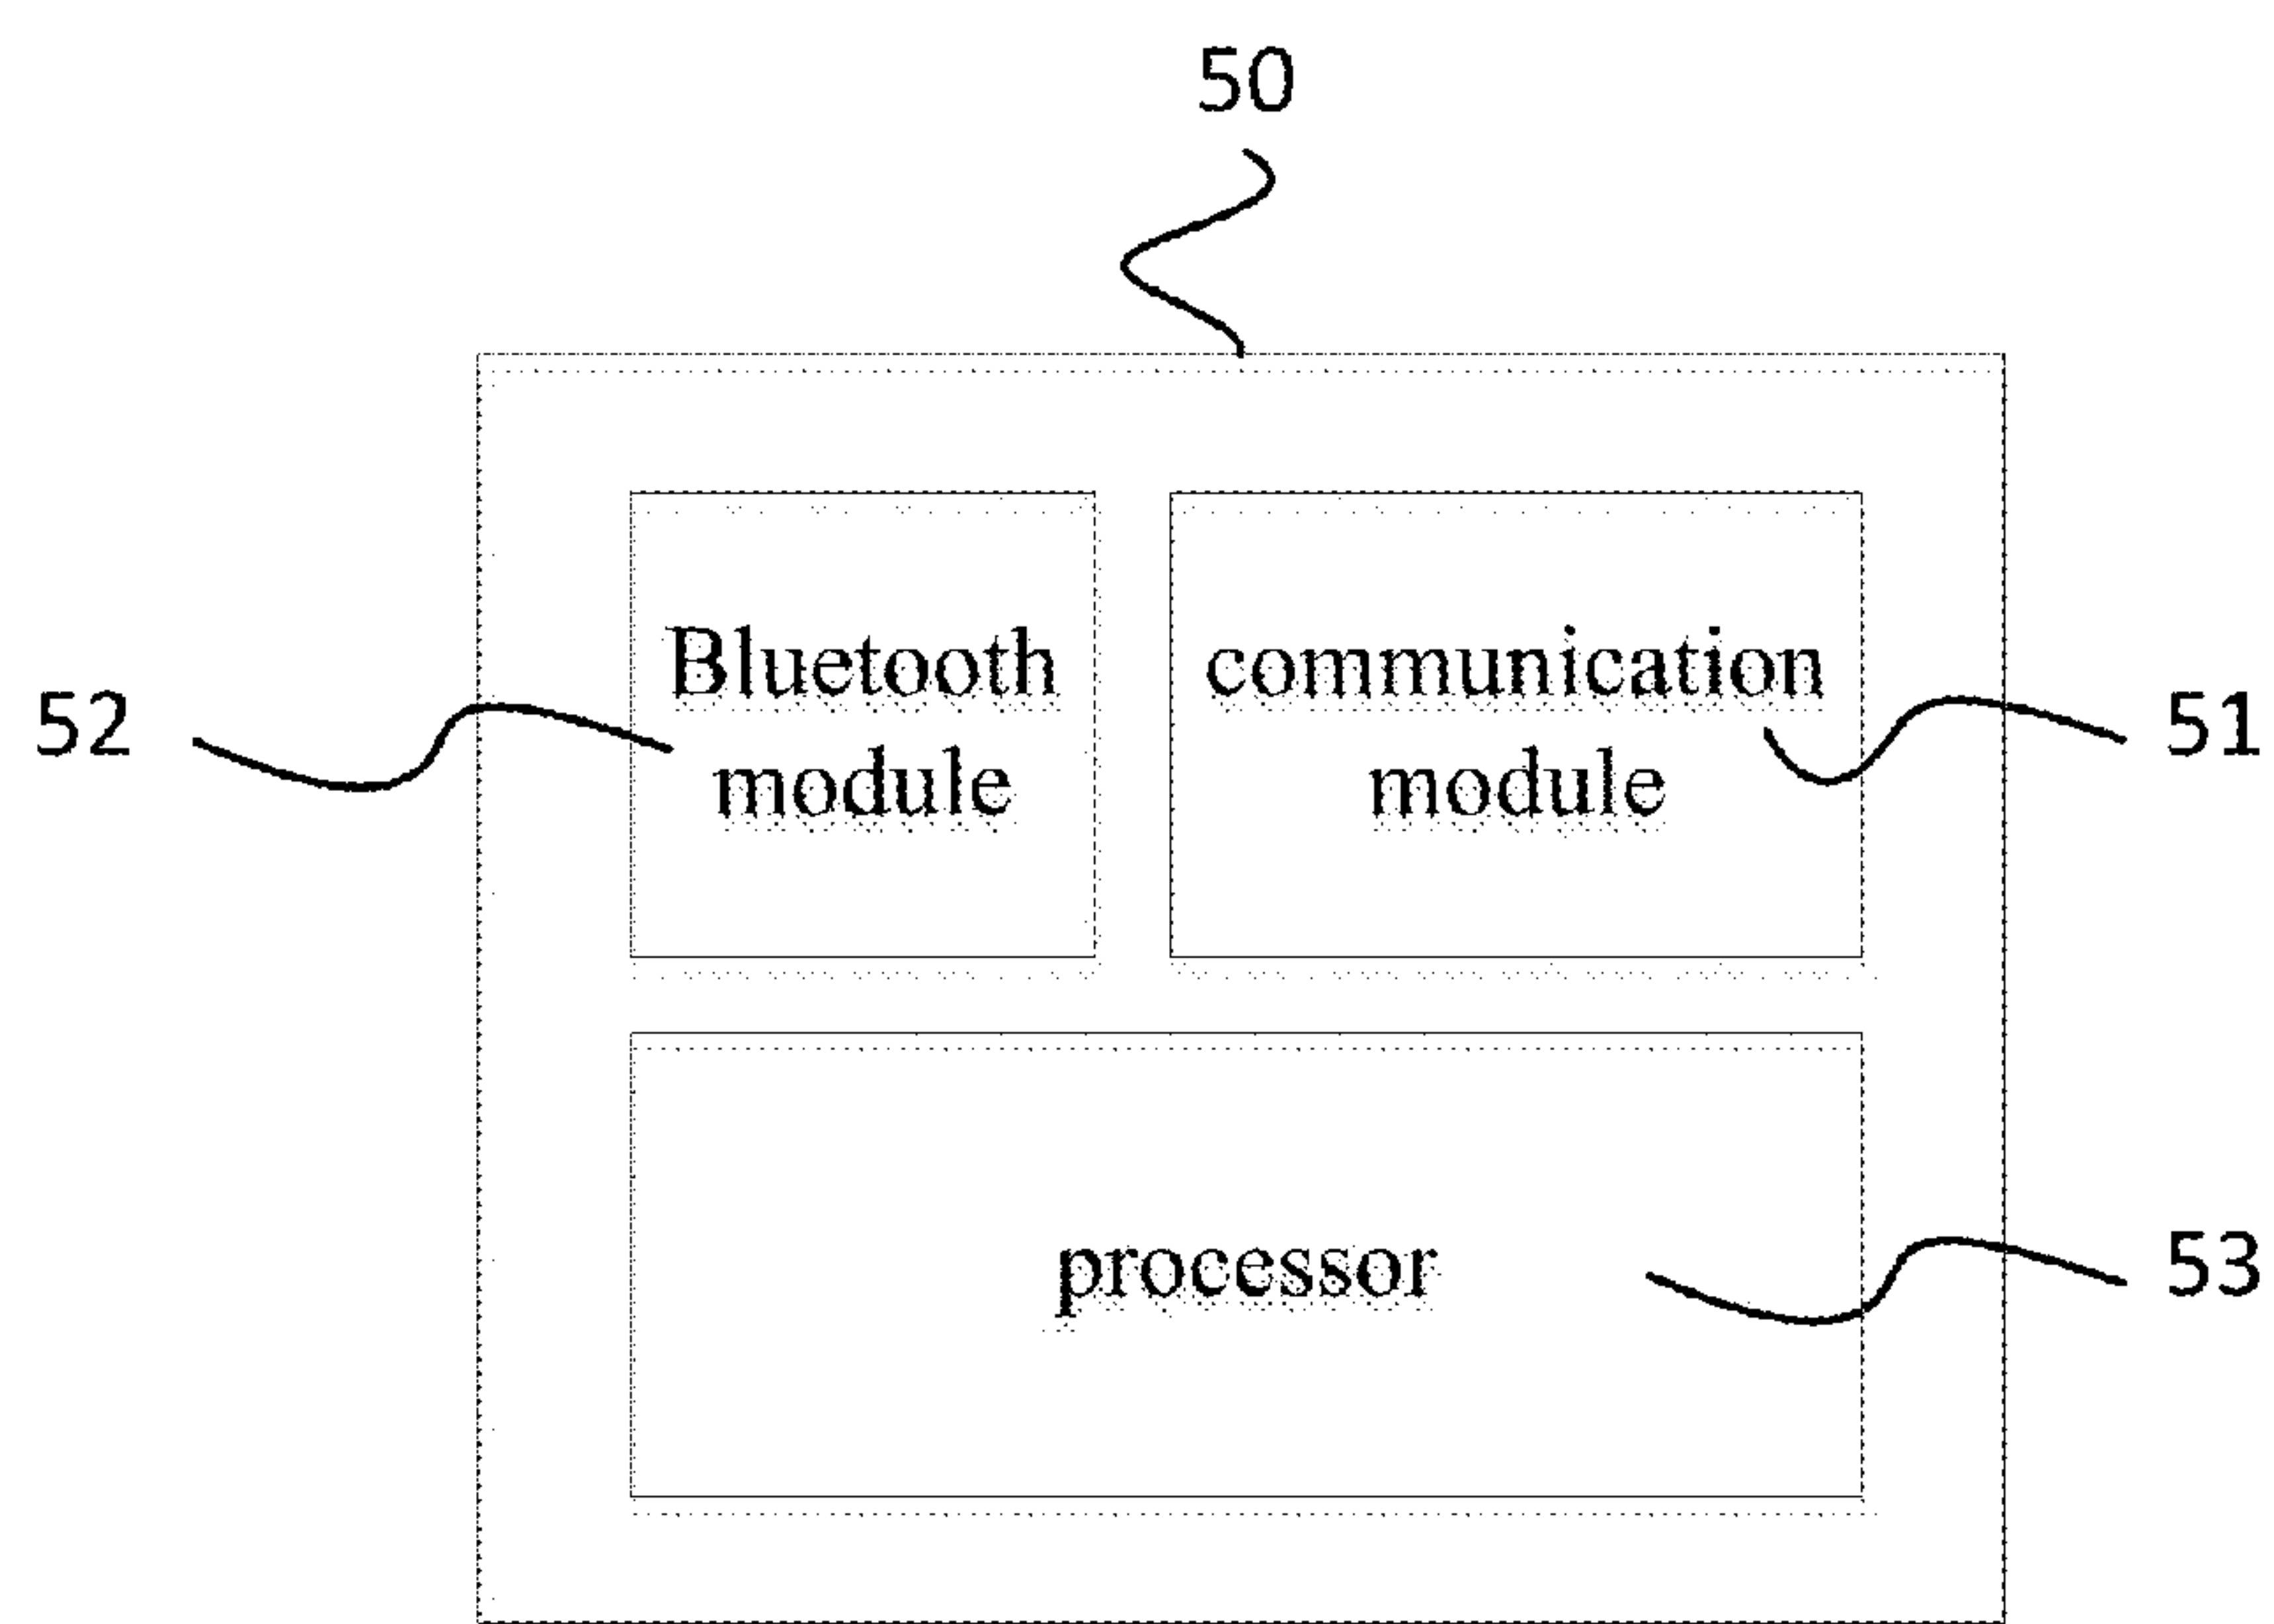 50
Bluetooth
module
communication
module
52
51
processor
53